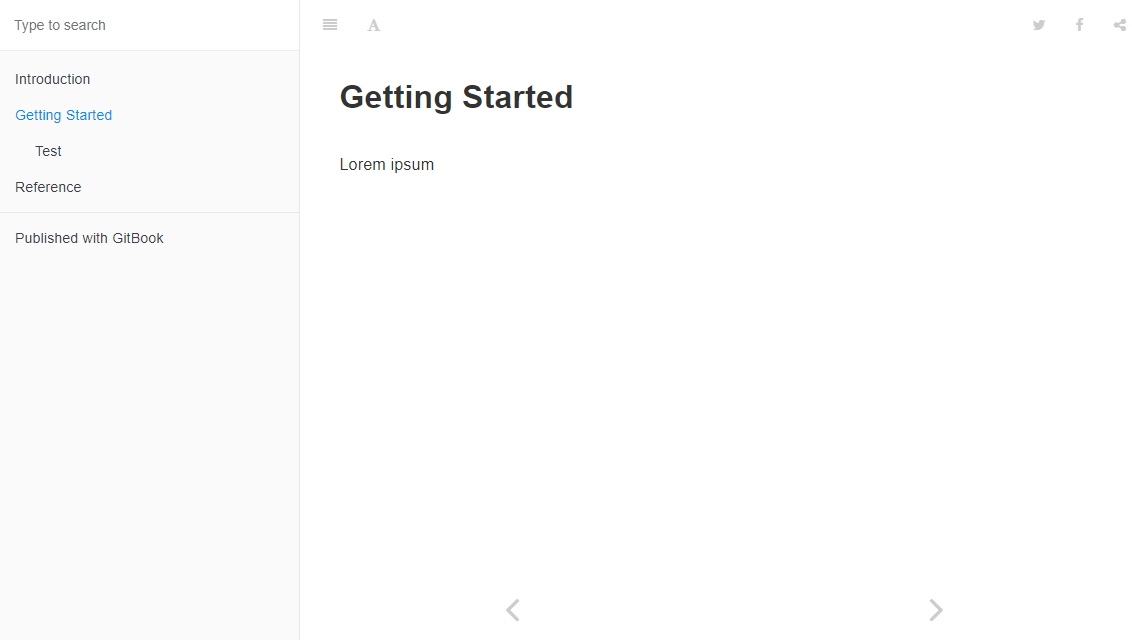 Type to search
Introduction
Getting Started
Test
Reference
Published with GitBook
A
Getting Started
Lorem ipsum